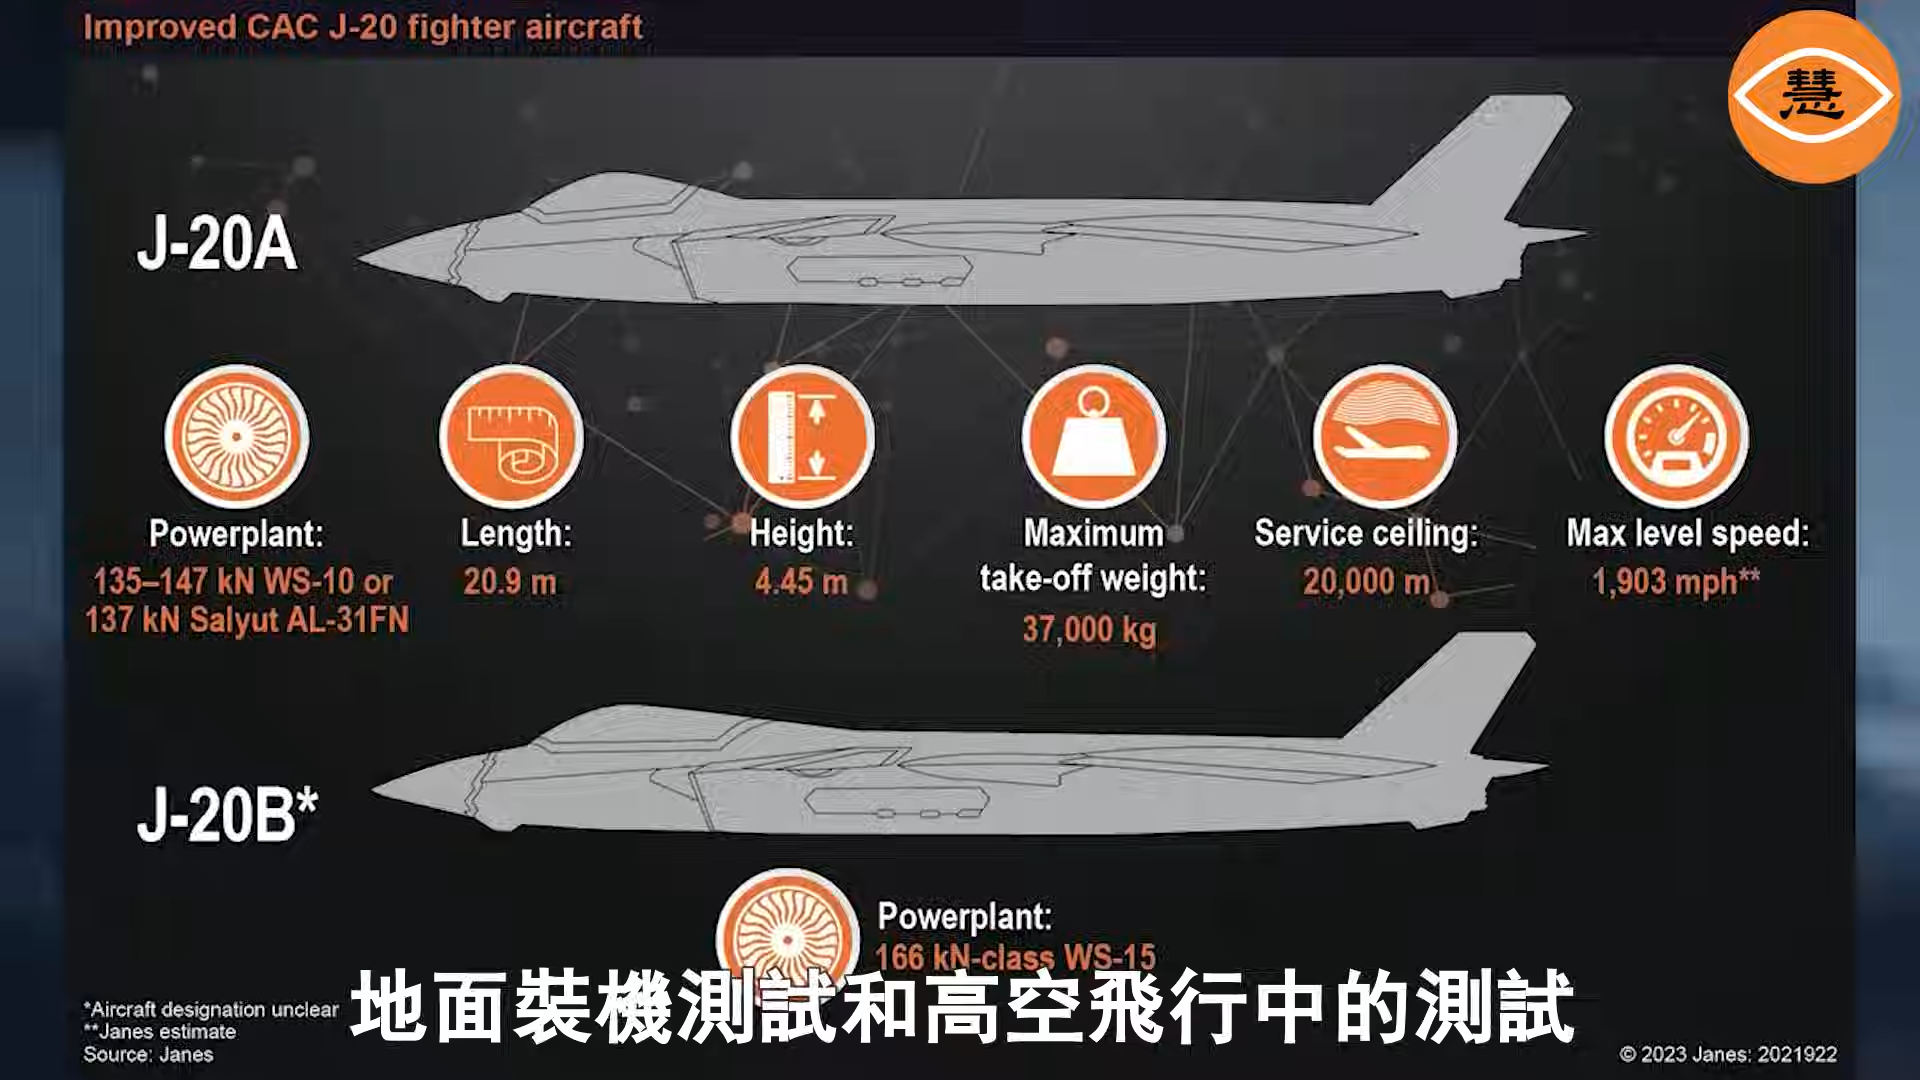 Improved CAC J-20 fighter aircraft
慧
J-20A
Powerplant:
135–147 kN WS-10 or
137 kN Salyut AL-31FN
Length:
20.9 m
Height:
4.45 m
Maximum
take-off weight:
37,000 kg
Service ceiling:
20,000 m
Max level speed:
1,903 mph**
J-20B*
Powerplant:
166 kN-class WS-15
地面裝機測試和高空飛行中的測試
*Aircraft designation unclear
**Janes estimate
Source: Janes
© 2023 Janes: 2021922